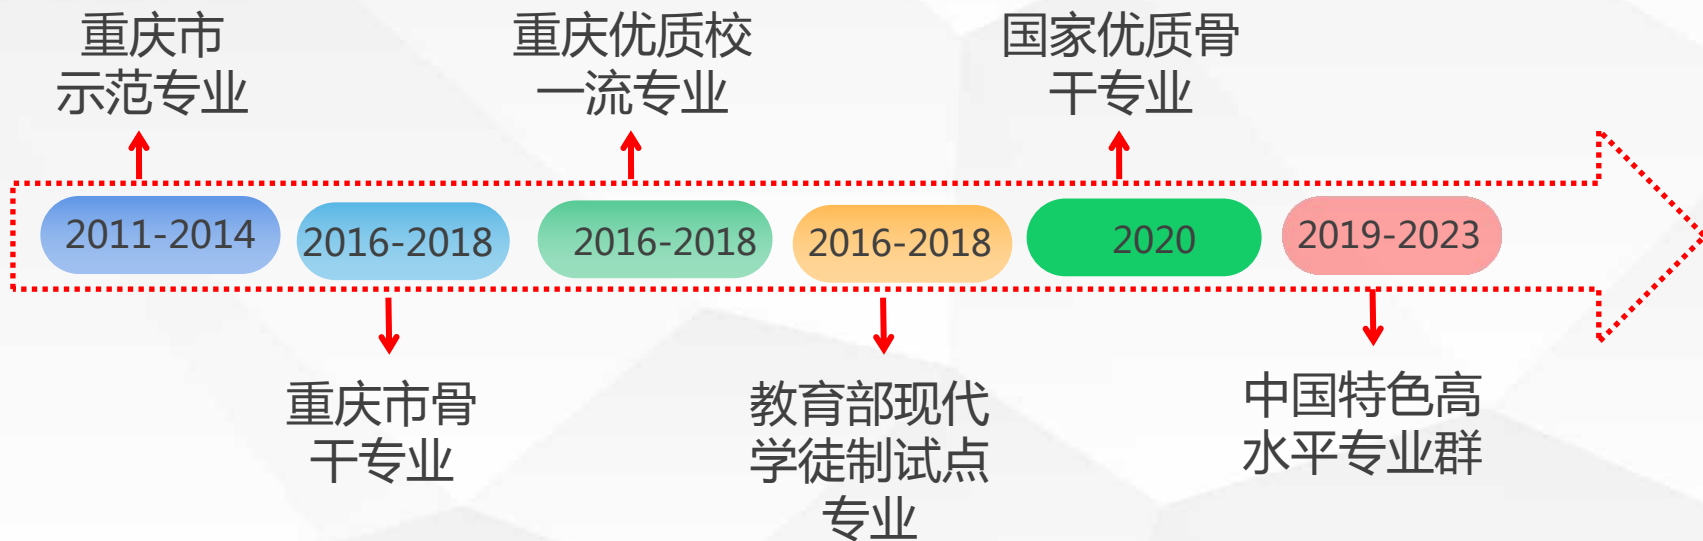 重庆市
示范专业
重庆优质校
一流专业
国家优质骨
干专业
2011-2014
2016-2018
2016-2018
2016-2018
2020
2019-2023
重庆市骨
干专业
教育部现代
学徒制试点
专业
中国特色高
水平专业群